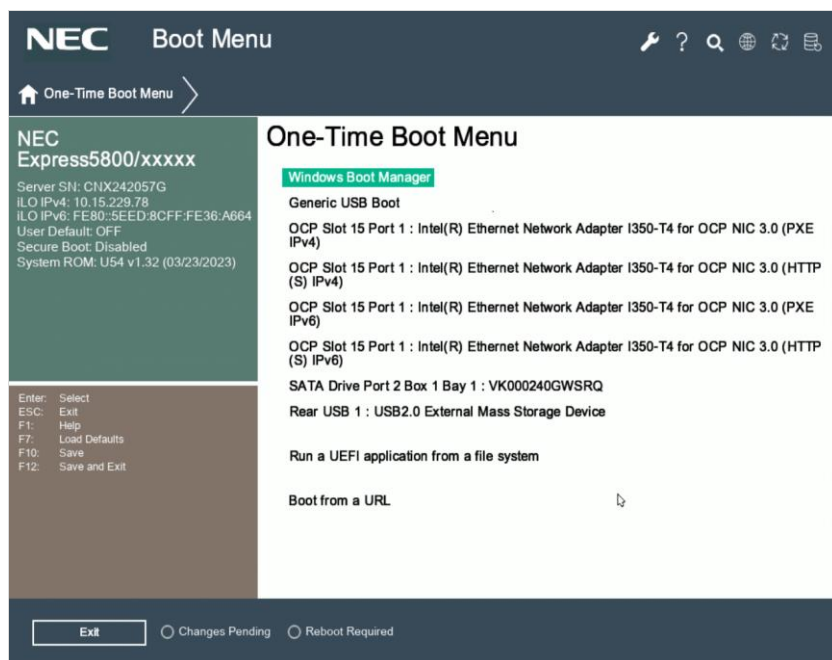 NEC Boot Menu
?
One-Time Boot Menu
NEC
Express5800/xxxxx
Server SN: CNX242057G
iLO IPv4: 10.15.229.78
iLO IPv6: FE80::5EED:8CFF:FE36:A664
User Default: OFF
Secure Boot: Disabled
System ROM: U54 v1.32 (03/23/2023)
Enter: Select
ESC: Exit
F1: Help
F7: Load Defaults
F10: Save
F12: Save and Exit
One-Time Boot Menu
Windows Boot Manager
Generic USB Boot
OCP Slot 15 Port 1 : Intel(R) Ethernet Network Adapter I350-T4 for OCP NIC 3.0 (PXE
IPv4)
OCP Slot 15 Port 1 : Intel(R) Ethernet Network Adapter I350-T4 for OCP NIC 3.0 (HTTP
(S) IPv4)
OCP Slot 15 Port 1 : Intel(R) Ethernet Network Adapter I350-T4 for OCP NIC 3.0 (PXE
IPv6)
OCP Slot 15 Port 1 : Intel(R) Ethernet Network Adapter I350-T4 for OCP NIC 3.0 (HTTP
(S) IPv6)
SATA Drive Port 2 Box 1 Bay 1 : VK000240GWSRQ
Rear USB 1 : USB2.0 External Mass Storage Device
Run a UEFI application from a file system
Boot from a URL
Exit
Changes Pending
Reboot Required